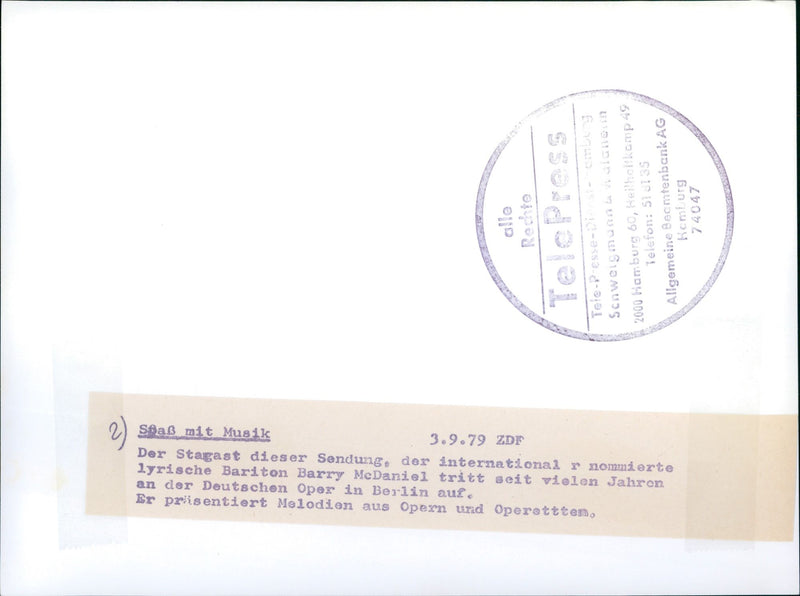 alle
Rechte
TelePress
Tele-Presse-Dienst-Hamburg
Schweigmann &
2000 Hamburg 60, Heilholtkamp 49
Telefon: 51 61 35
Allgemeine Beamtenbank AG
Hamburg
74047
2) Spaß mit Musik 3.9.79 ZDF
Der Stagast dieser Sendung, der international r nommierte
lyrische Bariton Barry McDaniel tritt seit vielen Jahren
an der Deutschen Oper in Berlin auf.
Er präsentiert Melodien aus Opern und Operetttem.